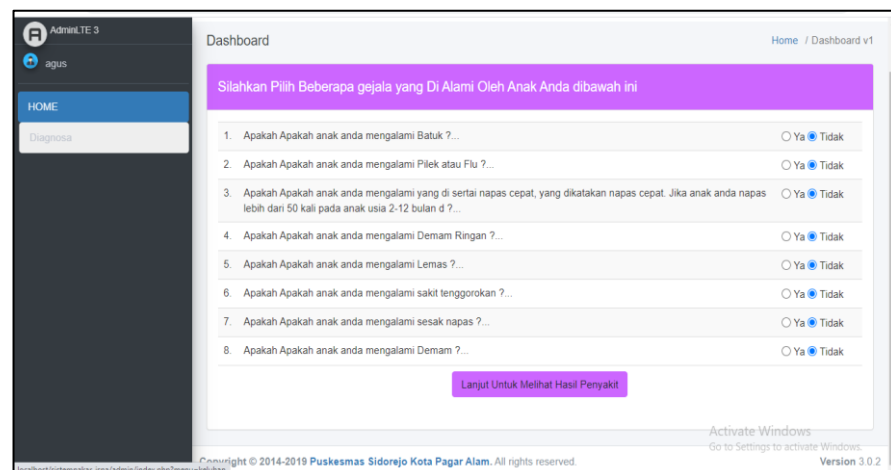 AdminLTE 3
agus
HOME
Diagnosa
Dashboard
Home / Dashboard v1
Silahkan Pilih Beberapa gejala yang Di Alami Oleh Anak Anda dibawah ini
1. Apakah Apakah anak anda mengalami Batuk ?... Ya Tidak
2. Apakah Apakah anak anda mengalami Pilek atau Flu ?... Ya Tidak
3. Apakah Apakah anak anda mengalami yang di sertai napas cepat, yang dikatakan napas cepat. Jika anak anda napas Ya Tidak
lebih dari 50 kali pada anak usia 2-12 bulan d ?...
4. Apakah Apakah anak anda mengalami Demam Ringan ?... Ya Tidak
5. Apakah Apakah anak anda mengalami Lemas ?... Ya Tidak
6. Apakah Apakah anak anda mengalami sakit tenggorokan ?... Ya Tidak
7. Apakah Apakah anak anda mengalami sesak napas ?... Ya Tidak
8. Apakah Apakah anak anda mengalami Demam ?... Ya Tidak
Lanjut Untuk Melihat Hasil Penyakit
Activate Windows
Go to Settings to activate Windows.
Copyright © 2014-2019 Puskesmas Sidorejo Kota Pagar Alam. All rights reserved.
Version 3.0.2